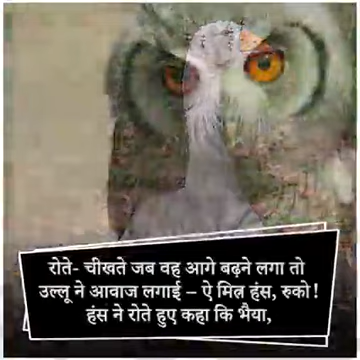 रोते- चीखते जब वह आगे बढ़ने लगा तो
उल्लू ने आवाज लगाई – ऐ मित्र हंस, रुको !
हंस ने रोते हुए कहा कि भैया,